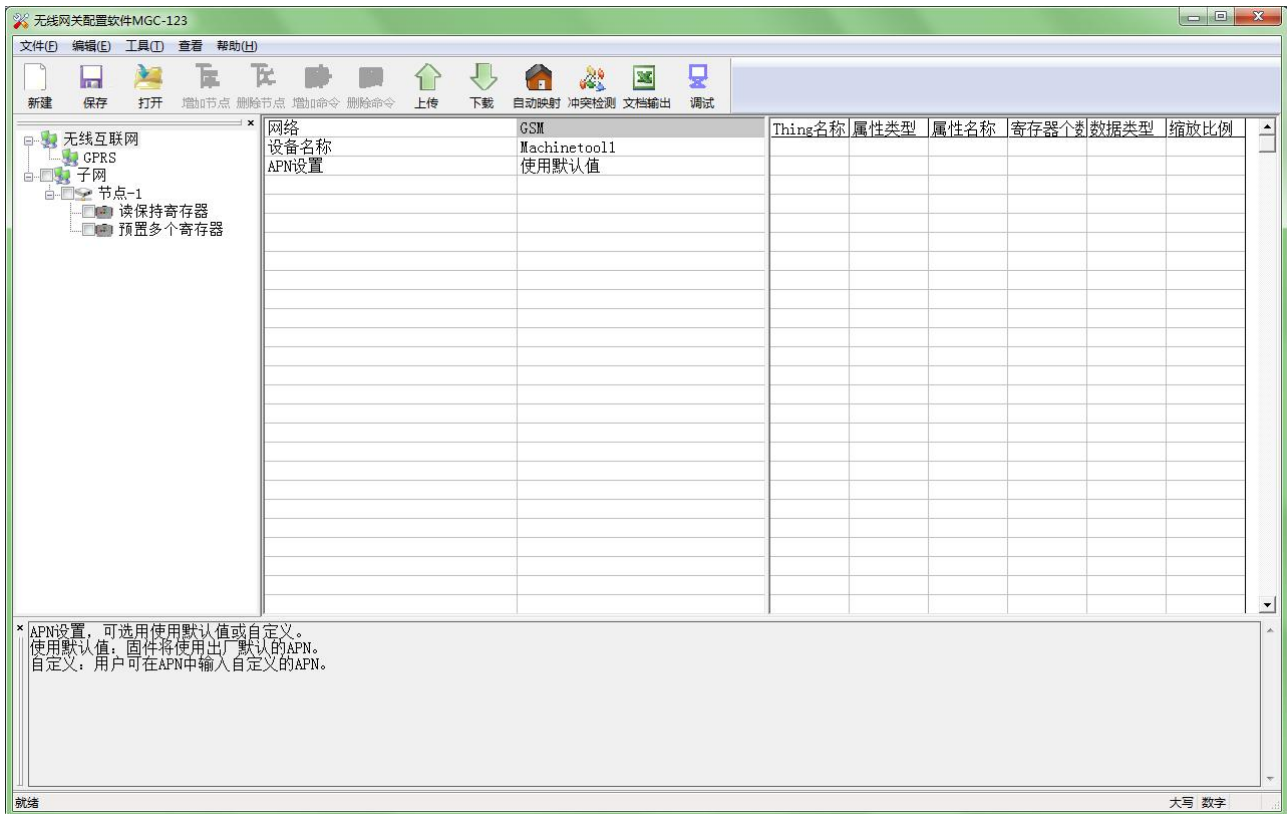 无线网关配置软件MGC-123
文件(F) 编辑(E) 工具(T) 查看 帮助(H)
新建 保存 打开 增加节点 删除节点 增加命令 删除命令 上传 下载 自动映射 冲突检测 文档输出 调试
无线互联网
GPRS
子网
节点-1
读保持寄存器
预置多个寄存器
网络 GSM
设备名称 Machinetool1
APN设置 使用默认值
Thing名称 属性类型 属性名称 寄存器个数 数据类型 缩放比例
APN设置，可选用使用默认值或自定义。
使用默认值：固件将使用出厂默认的APN。
自定义：用户可在APN中输入自定义的APN。
就绪 大写 数字